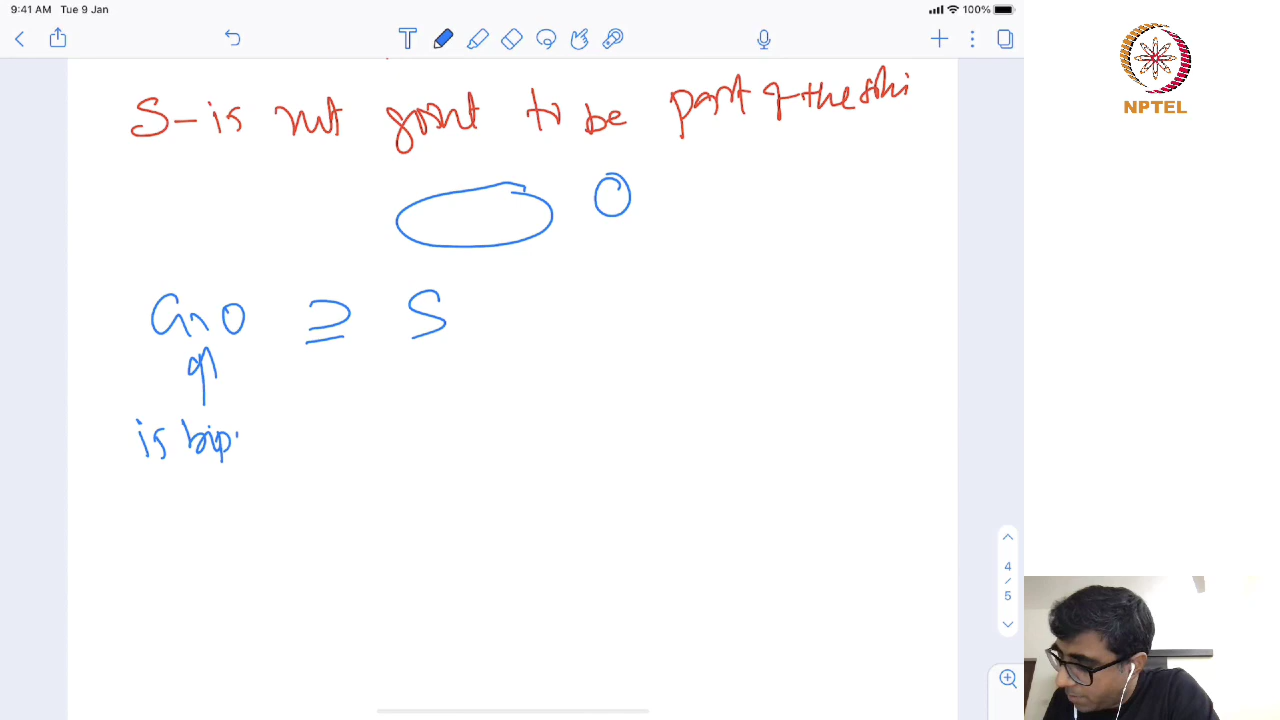 9:41 AM Tue 9 Jan
100%
NPTEL
S - is not going to be part of the
O
G \ O ⊇ S
is bip
4
/
5